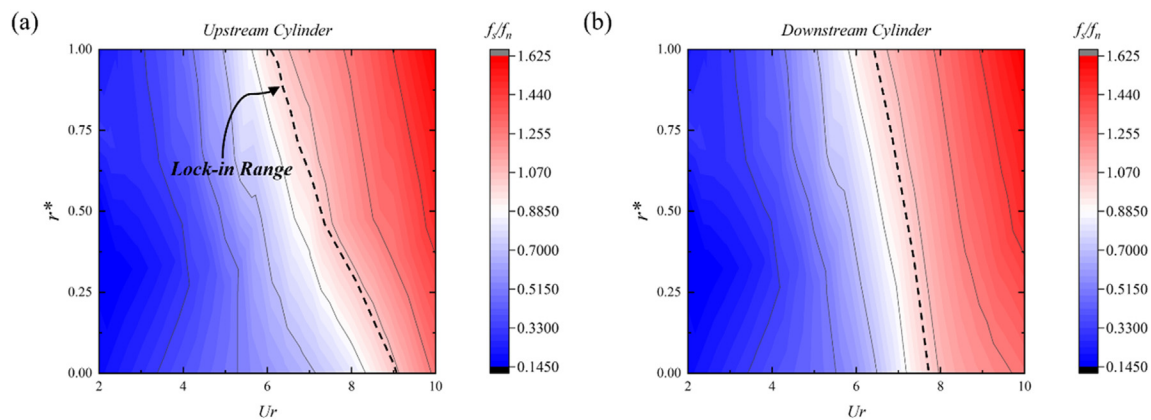 (a)
Upstream Cylinder
fs/fn
1.00
0.75
0.50
0.25
0.00
r*
Lock-in Range
2 4 6 8 10
Ur
1.625
1.440
1.255
1.070
0.8850
0.7000
0.5150
0.3300
0.1450
(b)
Downstream Cylinder
fs/fn
1.00
0.75
0.50
0.25
0.00
r*
2 4 6 8 10
Ur
1.625
1.440
1.255
1.070
0.8850
0.7000
0.5150
0.3300
0.1450